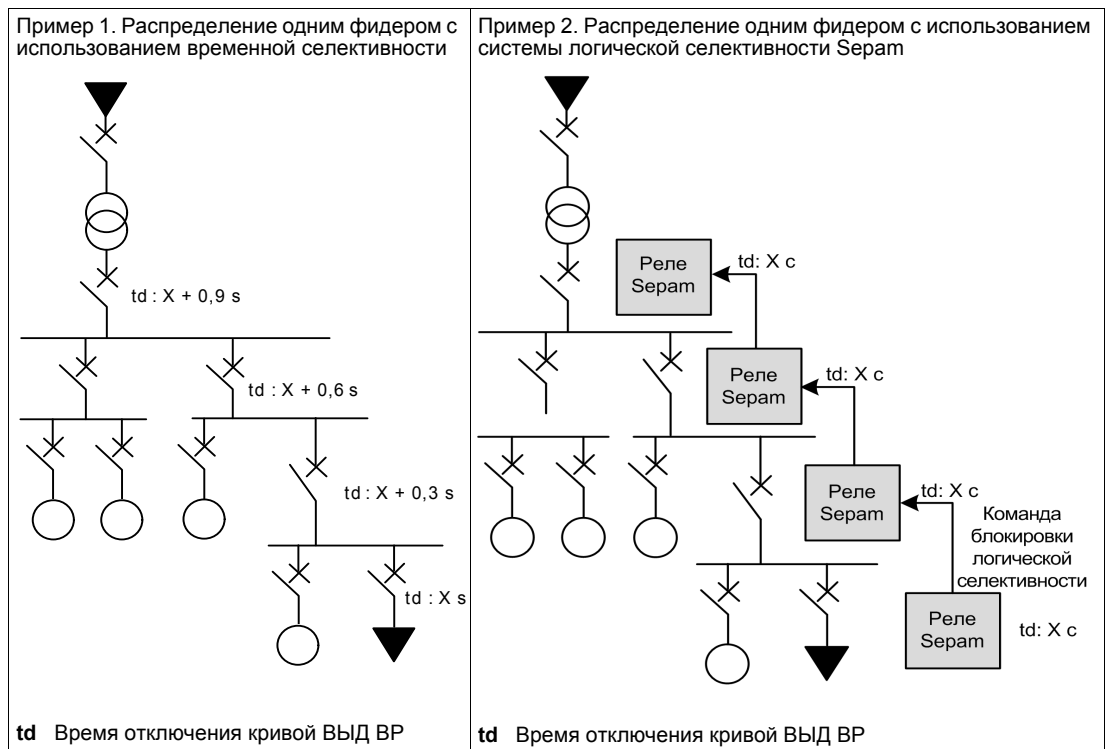 Пример 1. Распределение одним фидером с
использованием временной селективности
td : X + 0,9 s
td : X + 0,6 s
td : X + 0,3 s
td : X s
td Время отключения кривой ВЫД ВР
Пример 2. Распределение одним фидером с использованием
системы логической селективности Sepam
Реле
Sepam
td: X с
Реле
Sepam
td: X с
Реле
Sepam
td: X с
Команда
блокировки
логической
селективности
Реле
Sepam
td: X с
td Время отключения кривой ВЫД ВР